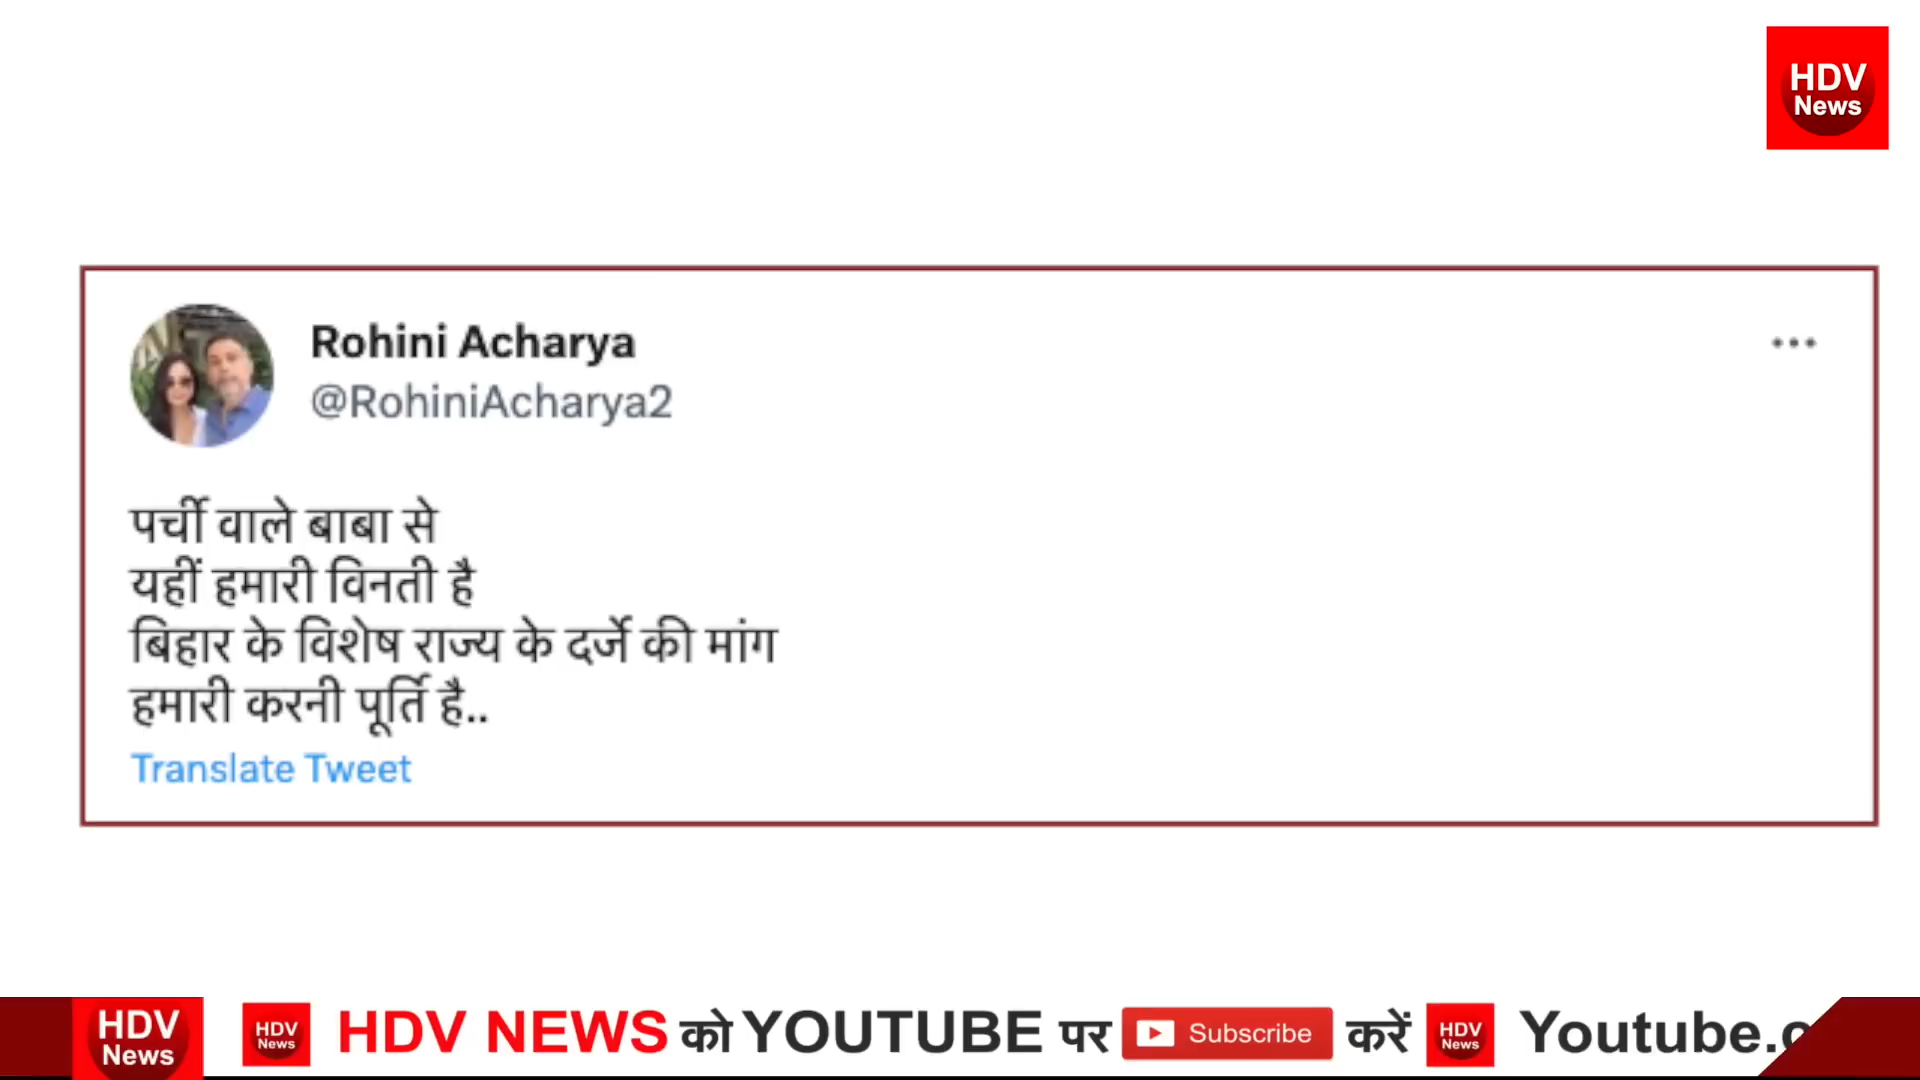 HDV
News
Rohini Acharya
@RohiniAcharya2
पर्ची वाले बाबा से
यहीं हमारी विनती है
बिहार के विशेष राज्य के दर्जे की मांग
हमारी करनी पूर्ति है..
Translate Tweet
HDV
News
HDV
News
HDV NEWS को YOUTUBE पर Subscribe करें
HDV
News
Youtube.c